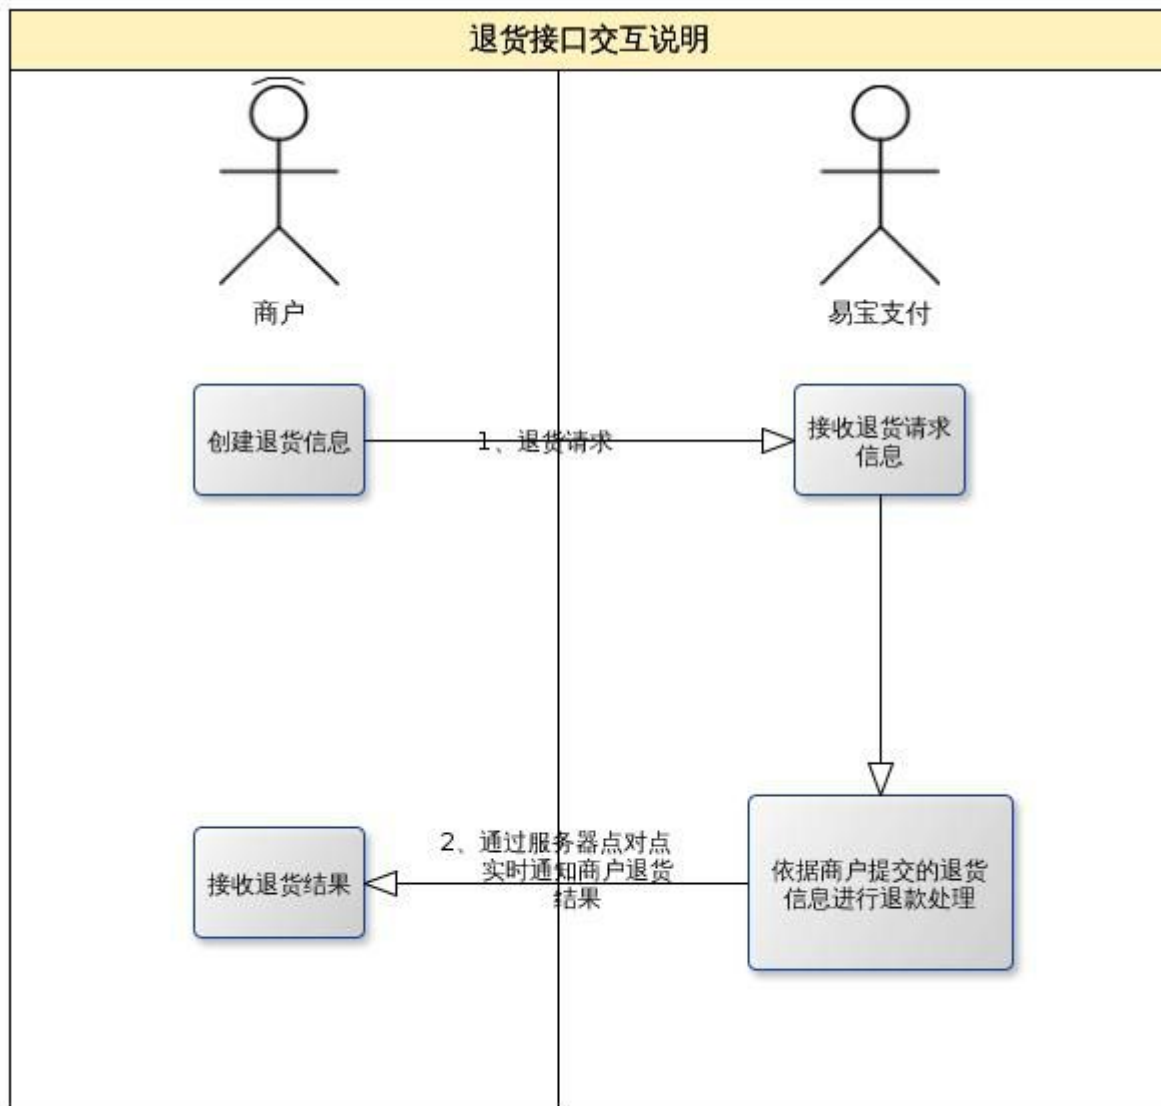 退货接口交互说明
商户
易宝支付
创建退货信息
1、退货请求
接收退货请求
信息
2、通过服务器点对点
实时通知商户退货
结果
接收退货结果
依据商户提交的退货
信息进行退款处理